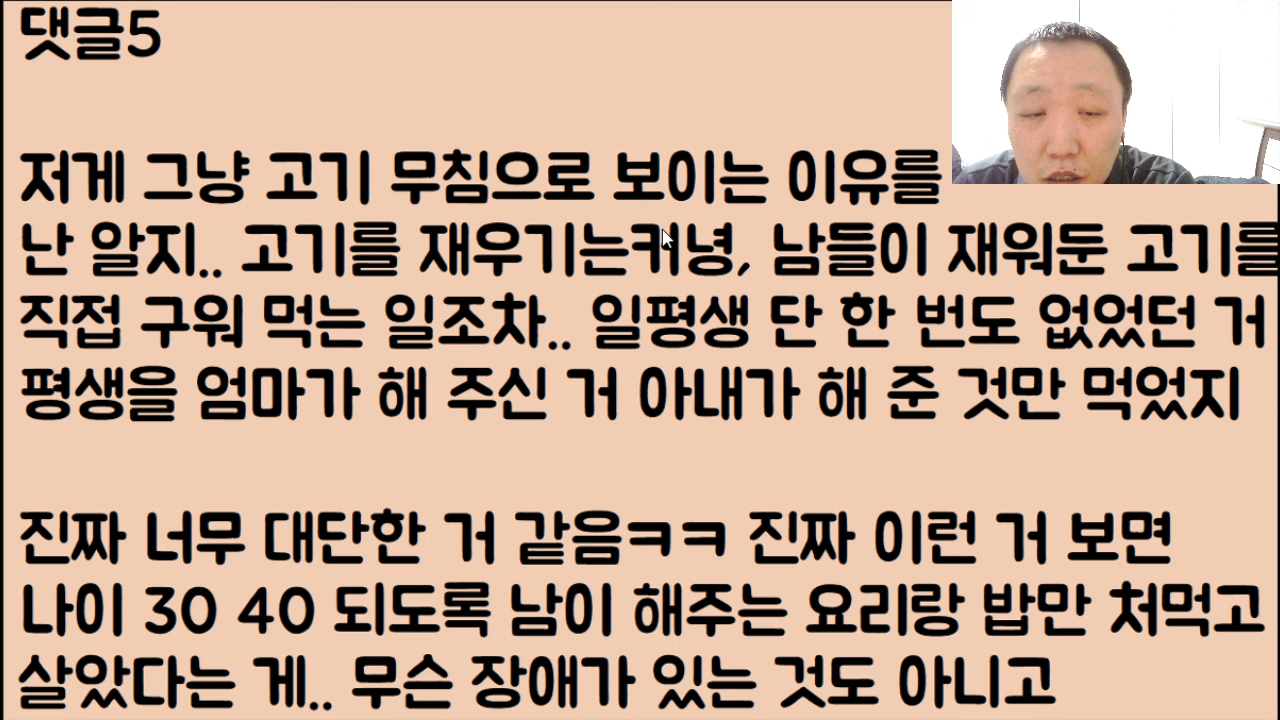 댓글5
저게 그냥 고기 무침으로 보이는 이유를
난 알지.. 고기를 재우기는커녕, 남들이 재워둔 고기를
직접 구워 먹는 일조차.. 일평생 단 한 번도 없었던 거
평생을 엄마가 해 주신 거 아내가 해 준 것만 먹었지
진짜 너무 대단한 거 같음ㅋㅋ 진짜 이런 거 보면
나이 30 40 되도록 남이 해주는 요리랑 밥만 처먹고
살았다는 게.. 무슨 장애가 있는 것도 아니고